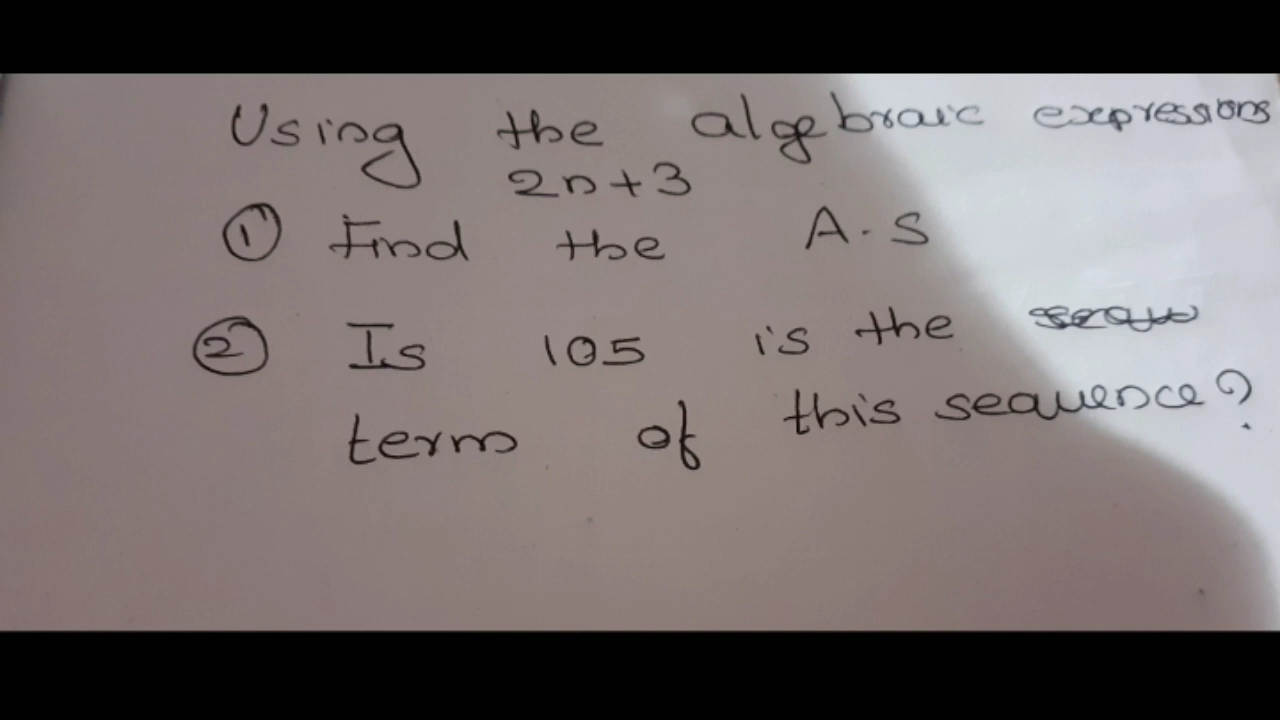 Using the algebraic expressions
2n+3
① Find the A.S
② Is 105 is the
term of this sequence?